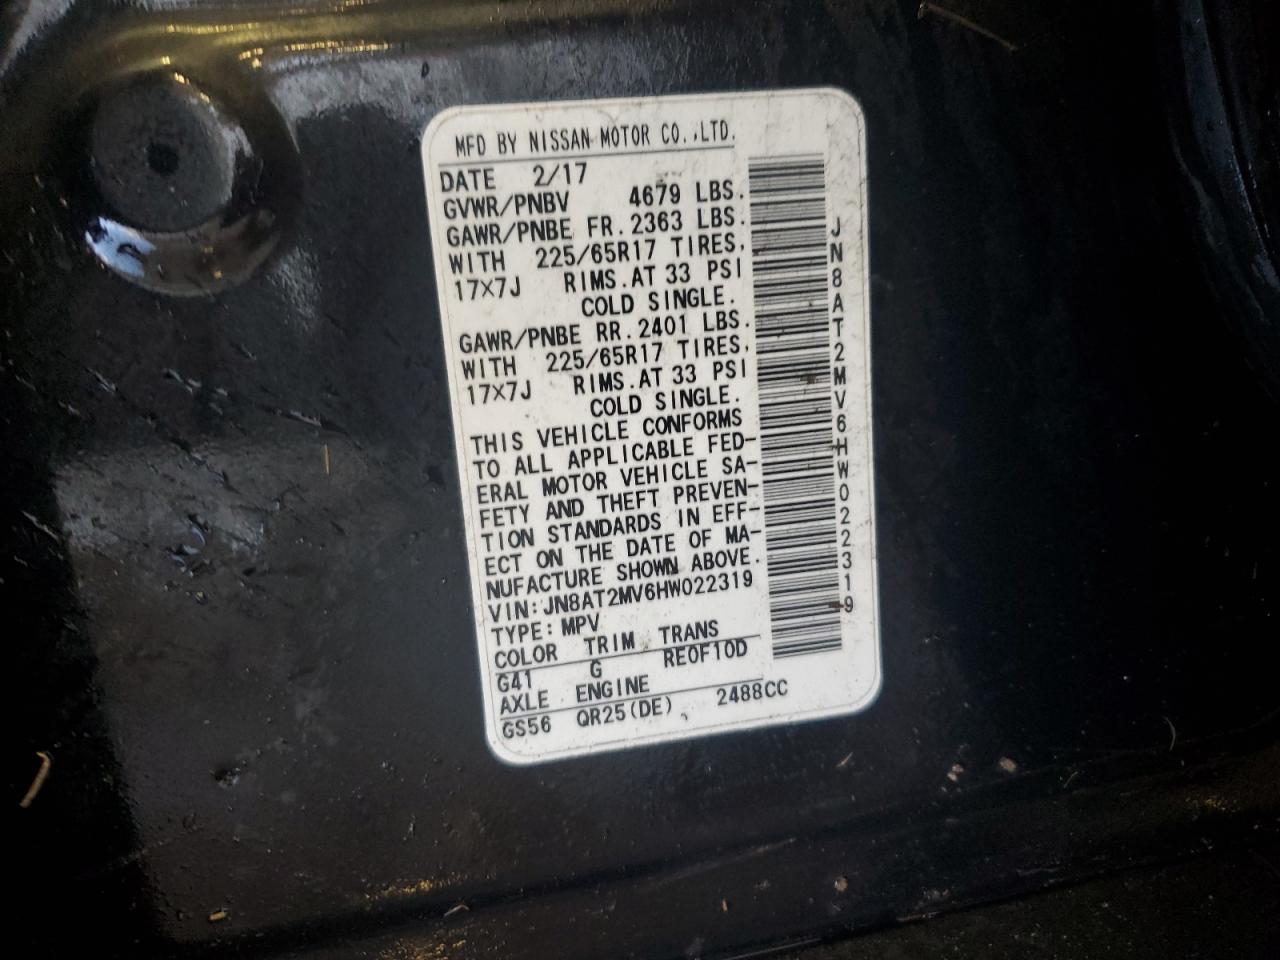 MFD BY NISSAN MOTOR CO.,LTD.
DATE 2/17
GVWR/PNBV 4679 LBS.
GAWR/PNBE FR.2363 LBS.
WITH 225/65R17 TIRES,
17X7J RIMS.AT 33 PSI
COLD SINGLE.
GAWR/PNBE RR.2401 LBS.
WITH 225/65R17 TIRES,
17X7J RIMS.AT 33 PSI
COLD SINGLE.
THIS VEHICLE CONFORMS
TO ALL APPLICABLE FED-
ERAL MOTOR VEHICLE SA-
FETY AND THEFT PREVEN-
TION STANDARDS IN EFF-
ECT ON THE DATE OF MA-
NUFACTURE SHOWN ABOVE.
VIN:JN8AT2MV6HW022319
TYPE:MPV
COLOR TRIM TRANS
G41 G RE0F10D
AXLE ENGINE
GS56 QR25(DE) 2488CC
JN8AT2MV6HW022319